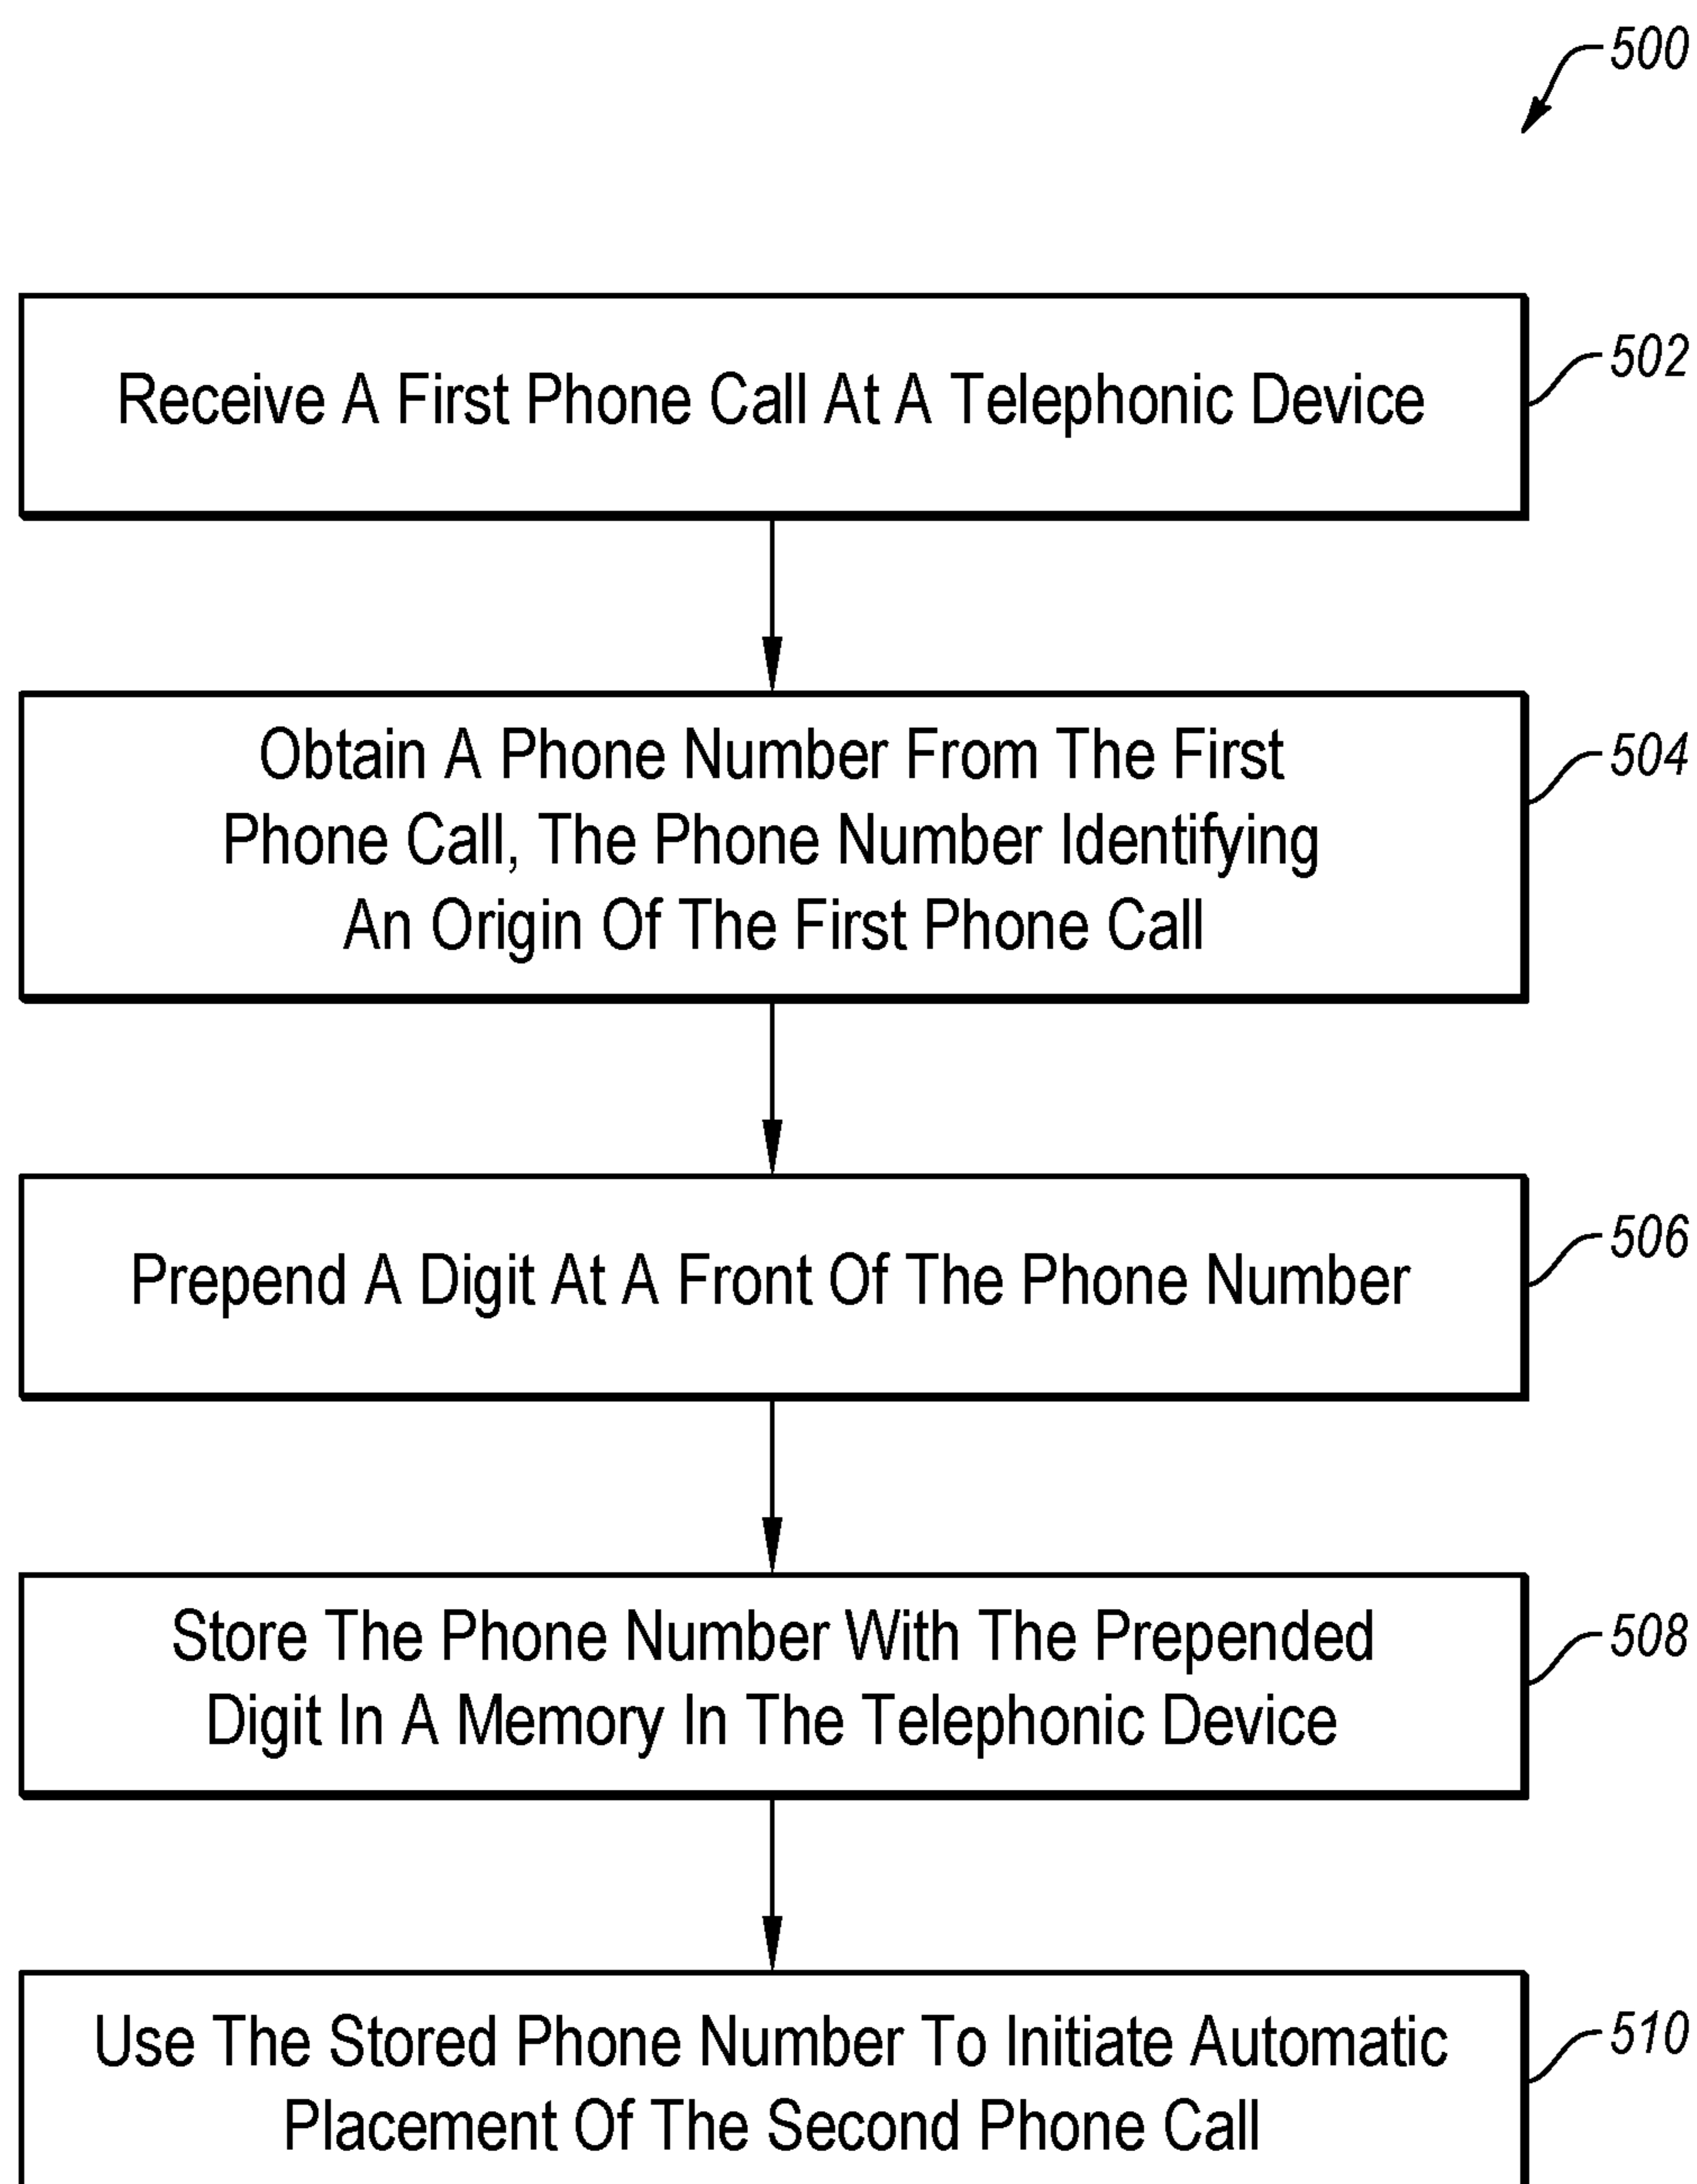 500
Receive A First Phone Call At A Telephonic Device
502
Obtain A Phone Number From The First
Phone Call, The Phone Number Identifying
An Origin Of The First Phone Call
504
Prepend A Digit At A Front Of The Phone Number
506
Store The Phone Number With The Prepended
Digit In A Memory In The Telephonic Device
508
Use The Stored Phone Number To Initiate Automatic
Placement Of The Second Phone Call
510